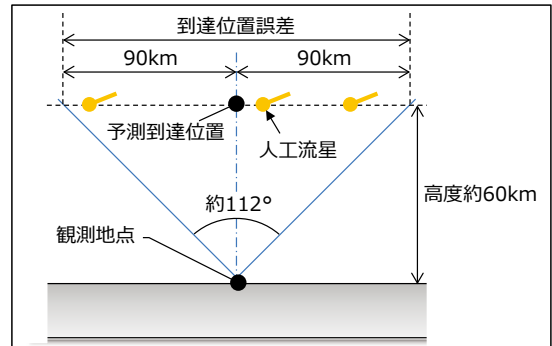 到達位置誤差
90km 90km
予測到達位置
人工流星
高度約60km
約112°
観測地点